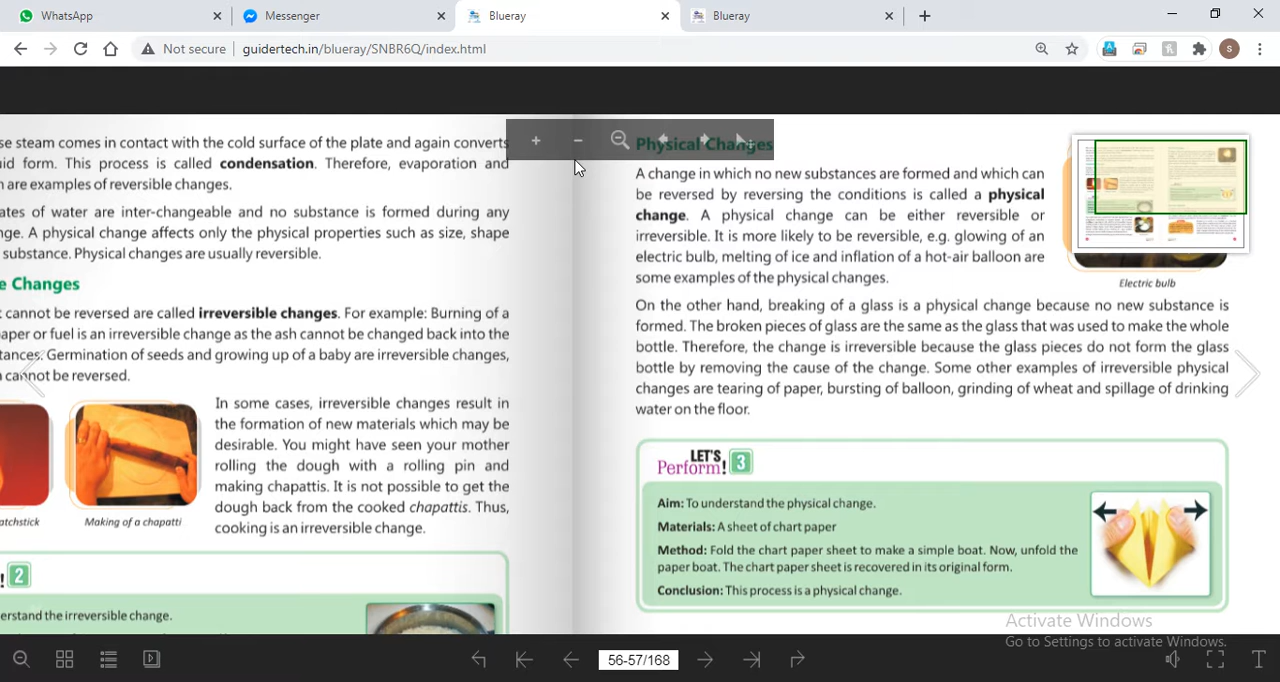 WhatsApp
Messenger
Blueray
Blueray
Not secure
guidertech.in/blueray/SNBR6Q/index.html
S
se steam comes in contact with the cold surface of the plate and again converts
uid form. This process is called condensation. Therefore, evaporation and
n are examples of reversible changes.
ates of water are inter-changeable and no substance is formed during any
nge. A physical change affects only the physical properties such as size, shape
substance. Physical changes are usually reversible.
e Changes
t cannot be reversed are called irreversible changes. For example: Burning of a
aper or fuel is an irreversible change as the ash cannot be changed back into the
tances. Germination of seeds and growing up of a baby are irreversible changes,
cannot be reversed.
In some cases, irreversible changes result in
the formation of new materials which may be
desirable. You might have seen your mother
rolling the dough with a rolling pin and
making chapattis. It is not possible to get the
dough back from the cooked chapattis. Thus,
cooking is an irreversible change.
atchstick
Making of a chapatti
! 2
erstand the irreversible change.
Physical Changes
A change in which no new substances are formed and which can
be reversed by reversing the conditions is called a physical
change. A physical change can be either reversible or
irreversible. It is more likely to be reversible, e.g. glowing of an
electric bulb, melting of ice and inflation of a hot-air balloon are
some examples of the physical changes.
Electric bulb
On the other hand, breaking of a glass is a physical change because no new substance is
formed. The broken pieces of glass are the same as the glass that was used to make the whole
bottle. Therefore, the change is irreversible because the glass pieces do not form the glass
bottle by removing the cause of the change. Some other examples of irreversible physical
changes are tearing of paper, bursting of balloon, grinding of wheat and spillage of drinking
water on the floor.
LET'S
Perform! 3
Aim: To understand the physical change.
Materials: A sheet of chart paper
Method: Fold the chart paper sheet to make a simple boat. Now, unfold the
paper boat. The chart paper sheet is recovered in its original form.
Conclusion: This process is a physical change.
Activate Windows
Go to Settings to activate Windows.
56-57/168